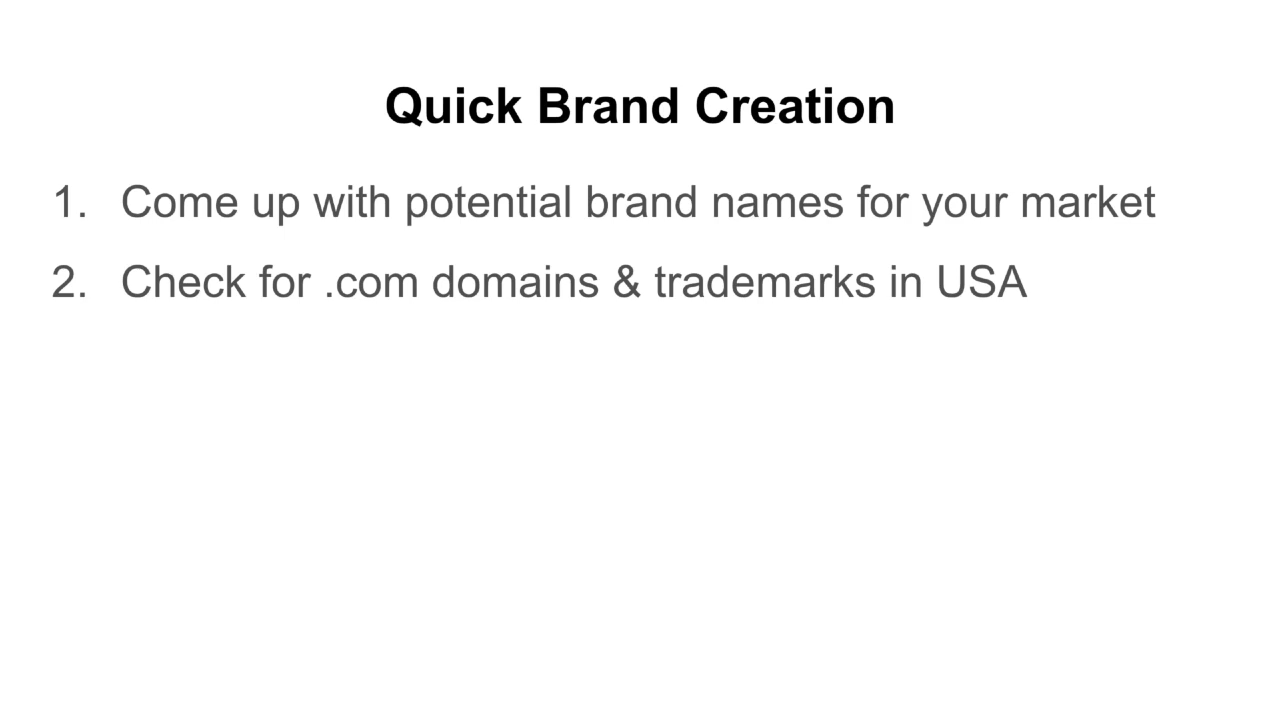 Quick Brand Creation
1. Come up with potential brand names for your market
2. Check for .com domains & trademarks in USA